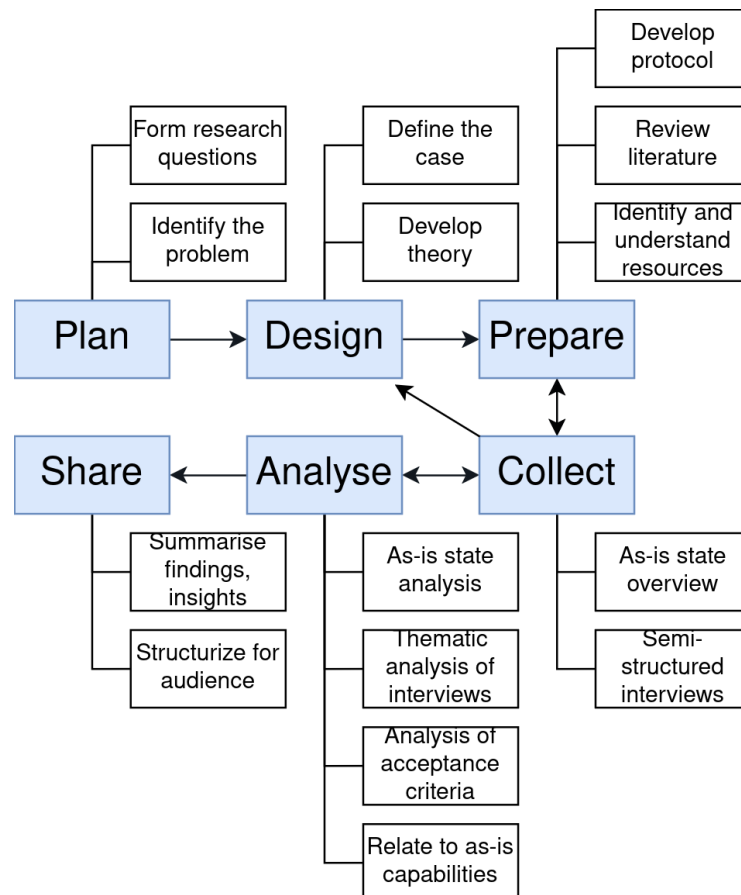 Develop
protocol
Form research
questions
Define the
case
Review
literature
Identify the
problem
Develop
theory
Identify and
understand
resources
Plan
Design
Prepare
Share
Analyse
Collect
Summarise
findings,
insights
As-is state
analysis
As-is state
overview
Structurize for
audience
Thematic
analysis of
interviews
Semi-
structured
interviews
Analysis of
acceptance
criteria
Relate to as-is
capabilities